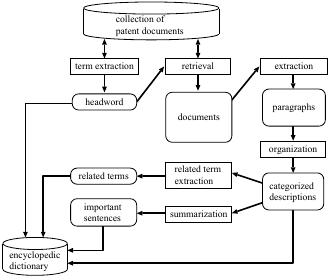 collection of
patent documents
term extraction
retrieval
extraction
headword
documents
paragraphs
organization
related terms
related term
extraction
categorized
descriptions
important
sentences
summarization
encyclopedic
dictionary